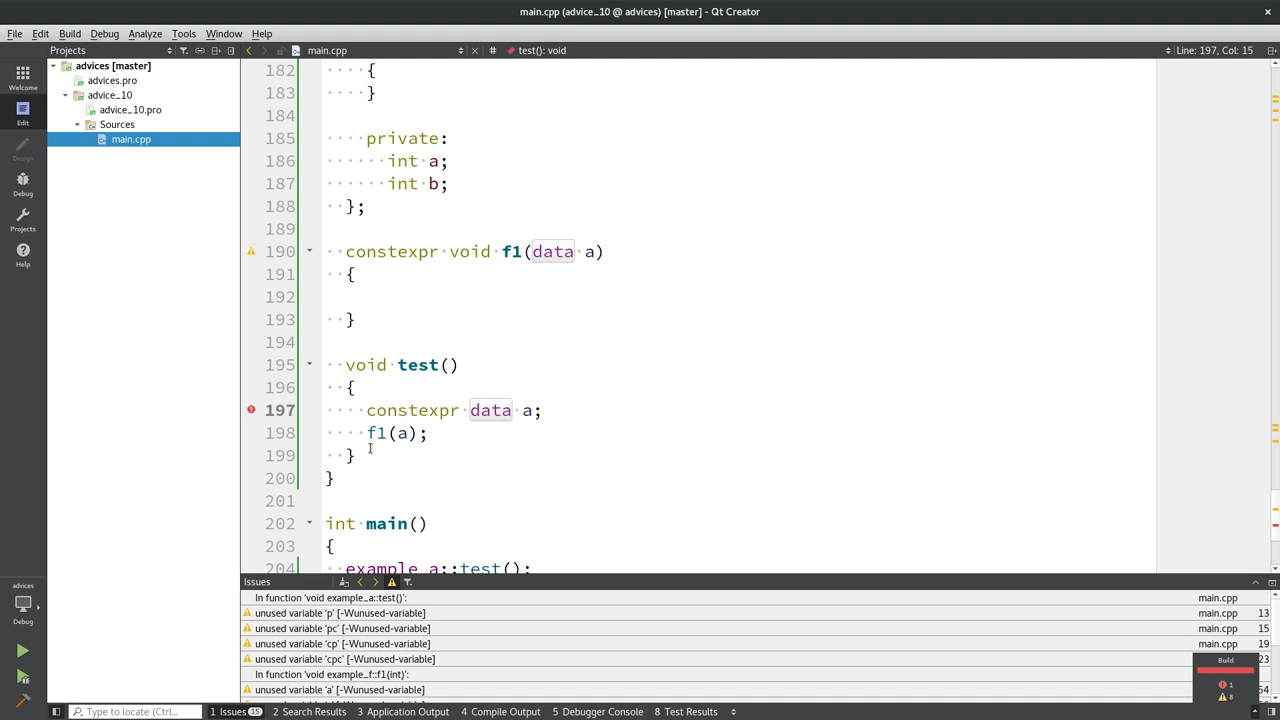 main.cpp (advice_10 @ advices) [master] - Qt Creator
File Edit Build Debug Analyze Tools Window Help
Projects
main.cpp
# test(): void
Line: 197, Col: 15
Welcome
Edit
Design
Debug
Projects
Help
advices [master]
advices.pro
advice_10
advice_10.pro
Sources
main.cpp
182 {
183 }
184
185 private:
186 int a;
187 int b;
188 };
189
190 constexpr void f1(data a)
191 {
192
193 }
194
195 void test()
196 {
197 constexpr data a;
198 f1(a);
199 }
200 }
201
202 int main()
203 {
204 example_a::test();
Issues
In function 'void example_a::test()': main.cpp
unused variable 'p' [-Wunused-variable] main.cpp 13
unused variable 'pc' [-Wunused-variable] main.cpp 15
unused variable 'cp' [-Wunused-variable] main.cpp 19
unused variable 'cpc' [-Wunused-variable] 23
In function 'void example_f::f1(int)':
unused variable 'a' [-Wunused-variable] 54
Build
1
8
advices
Debug
Type to locate (Ctrl+...)
1 Issues 15 2 Search Results 3 Application Output 4 Compile Output 5 Debugger Console 8 Test Results